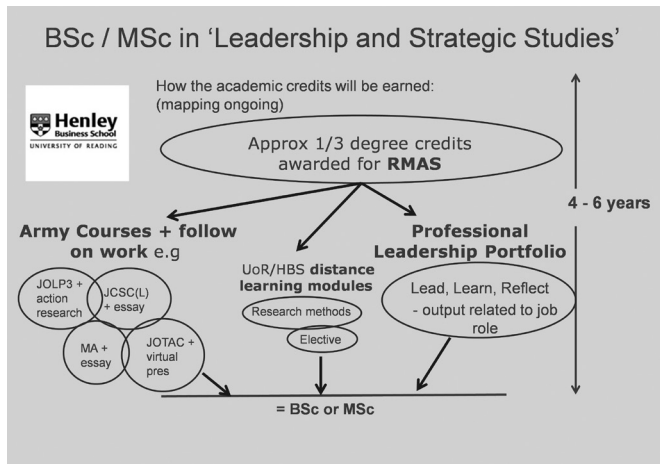 BSc / MSc in ‘Leadership and Strategic Studies’
Henley
Business School
UNIVERSITY OF READING
How the academic credits will be earned:
(mapping ongoing)
Approx 1/3 degree credits
awarded for RMAS
4 - 6 years
Army Courses + follow
on work e.g
JOLP3 +
action
research
JCSC(L)
+ essay
MA +
essay
JOTAC +
virtual
pres
UoR/HBS distance
learning modules
Research methods
Elective
Professional
Leadership Portfolio
Lead, Learn, Reflect
- output related to job
role
= BSc or MSc